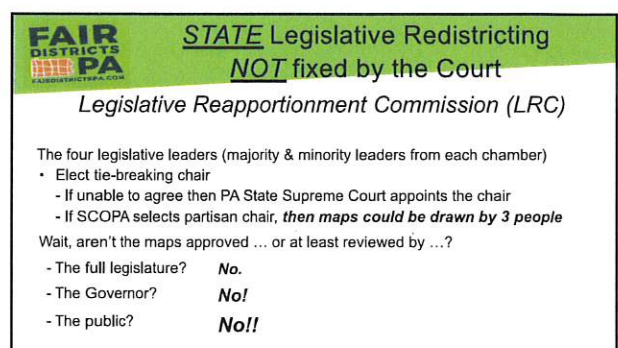 FAIR
DISTRICTS
PA
FAIRDISTRICTSPA.COM
STATE Legislative Redistricting
NOT fixed by the Court
Legislative Reapportionment Commission (LRC)
The four legislative leaders (majority & minority leaders from each chamber)
• Elect tie-breaking chair
- If unable to agree then PA State Supreme Court appoints the chair
- If SCOPA selects partisan chair, then maps could be drawn by 3 people
Wait, aren't the maps approved ... or at least reviewed by ...?
- The full legislature? No.
- The Governor? No!
- The public? No!!